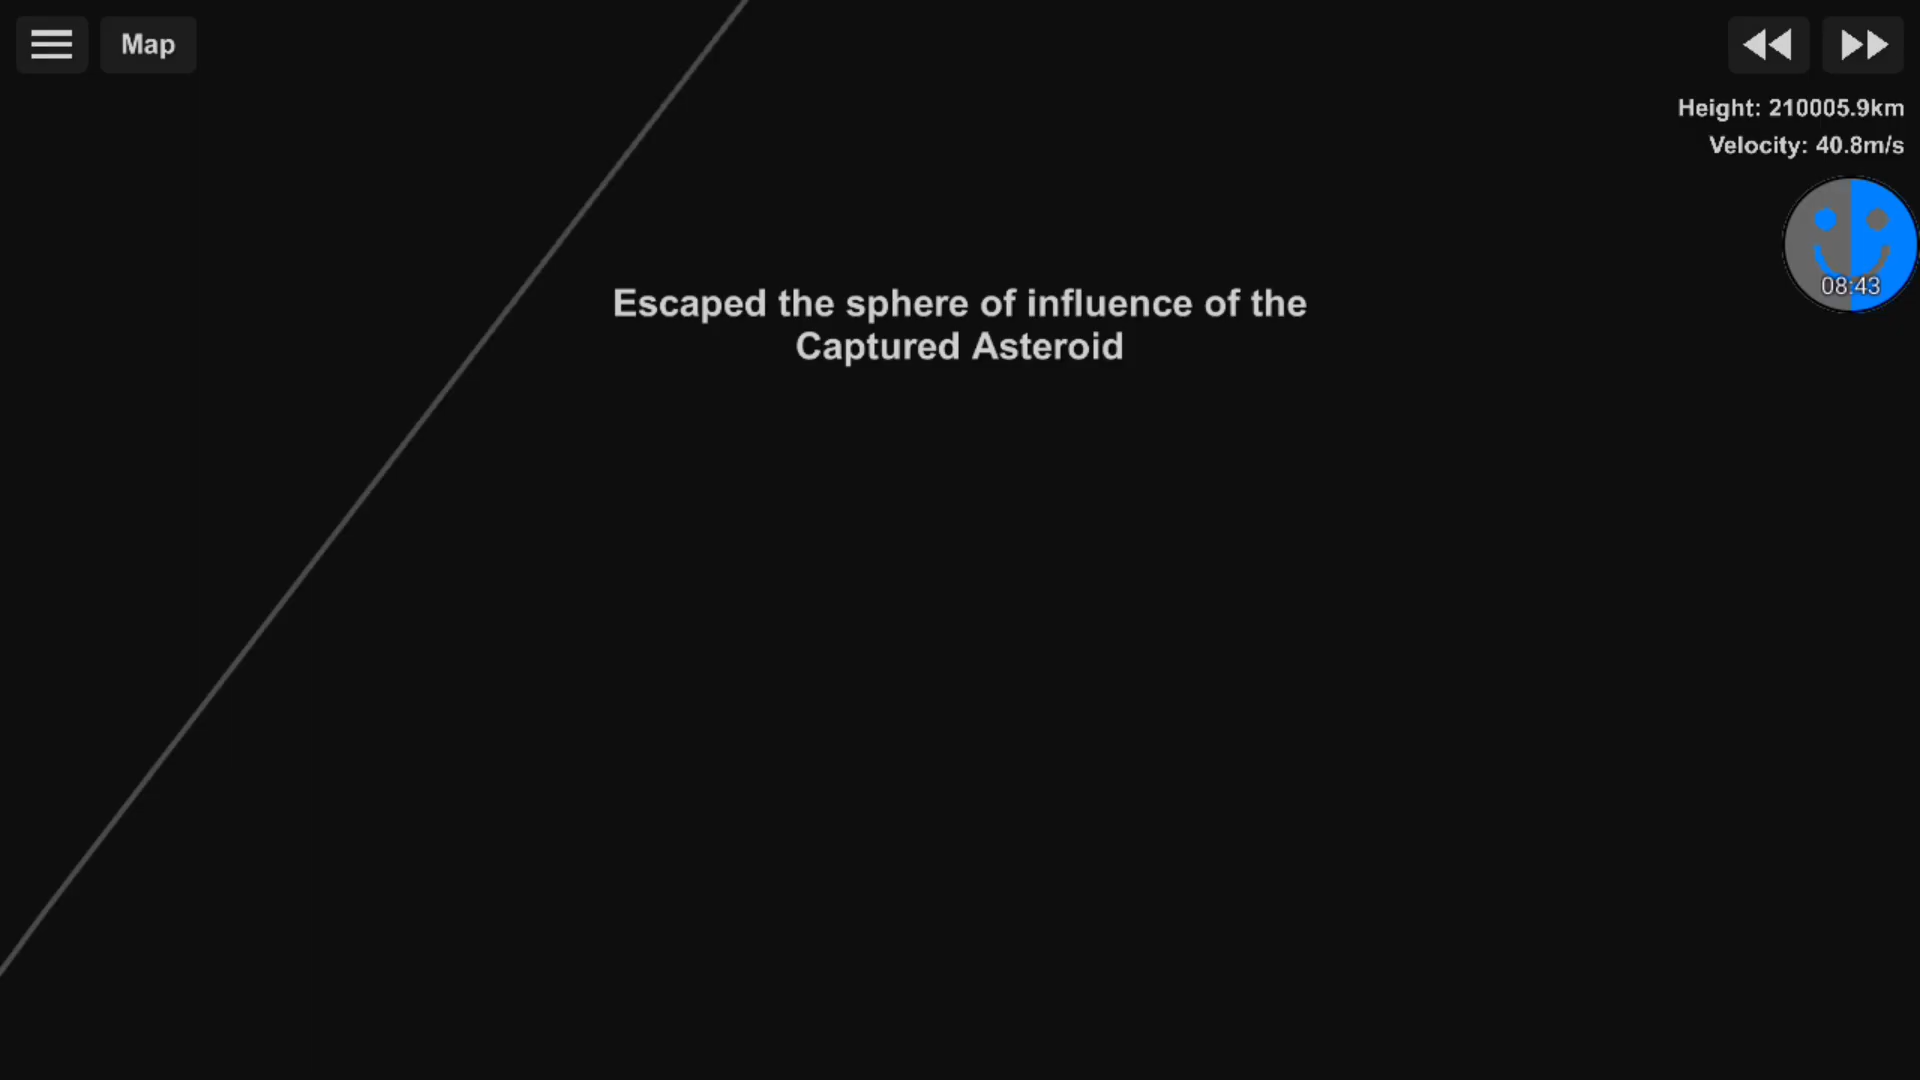 Map
Height: 210005.9km
Velocity: 40.8m/s
08:43
Escaped the sphere of influence of the
Captured Asteroid